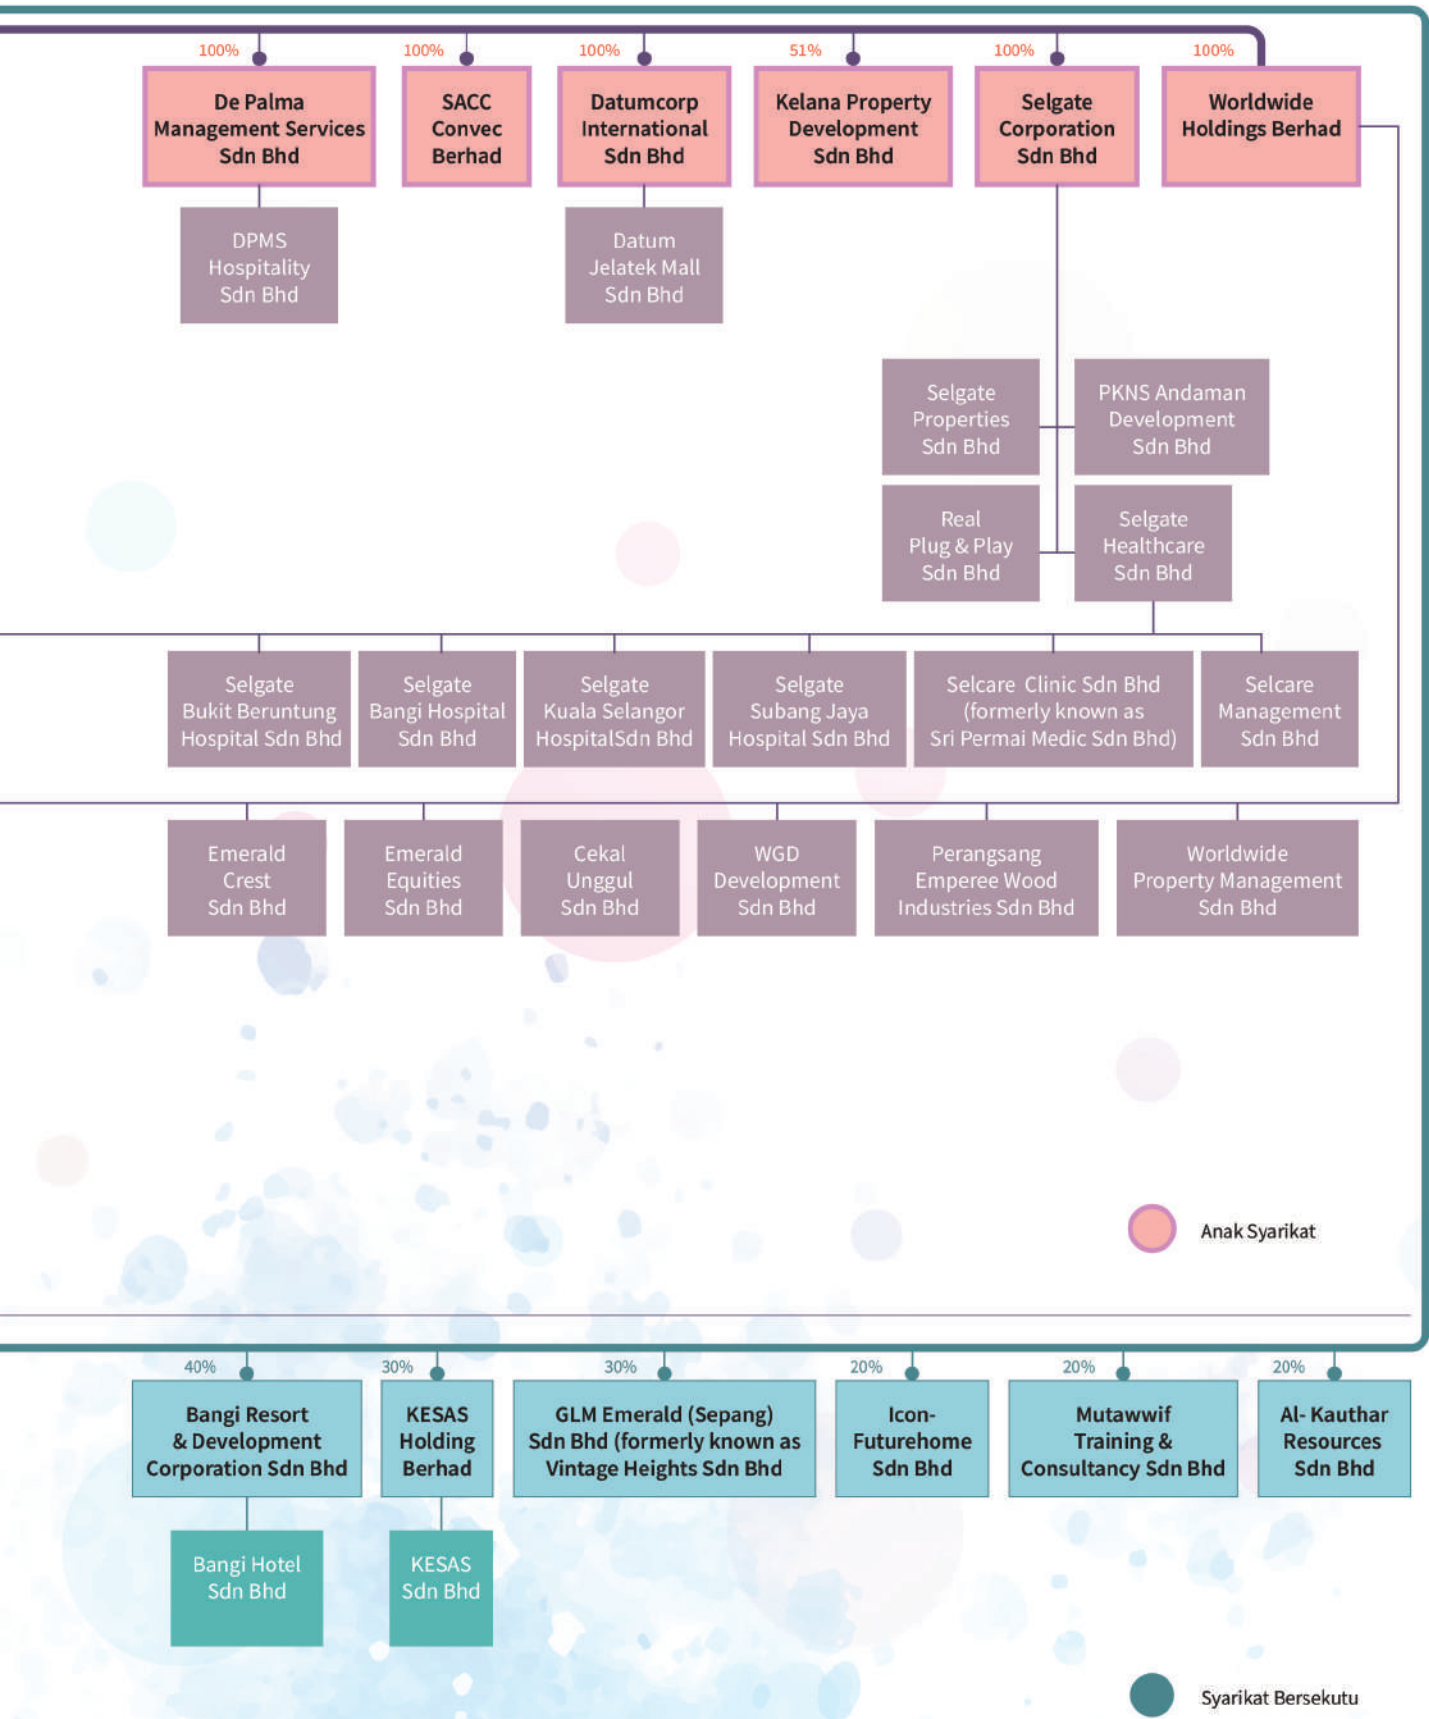 100%
De Palma
Management Services
Sdn Bhd
100%
SACC
Convec
Berhad
100%
Datumcorp
International
Sdn Bhd
51%
Kelana Property
Development
Sdn Bhd
100%
Selgate
Corporation
Sdn Bhd
100%
Worldwide
Holdings Berhad
DPMS
Hospitality
Sdn Bhd
Datum
Jelatek Mall
Sdn Bhd
Selgate
Properties
Sdn Bhd
PKNS Andaman
Development
Sdn Bhd
Real
Plug & Play
Sdn Bhd
Selgate
Healthcare
Sdn Bhd
Selgate
Bukit Beruntung
Hospital Sdn Bhd
Selgate
Bangi Hospital
Sdn Bhd
Selgate
Kuala Selangor
HospitalSdn Bhd
Selgate
Subang Jaya
Hospital Sdn Bhd
Selcare Clinic Sdn Bhd
(formerly known as
Sri Permai Medic Sdn Bhd)
Selcare
Management
Sdn Bhd
Emerald
Crest
Sdn Bhd
Emerald
Equities
Sdn Bhd
Cekal
Unggul
Sdn Bhd
WGD
Development
Sdn Bhd
Perangsang
Emperee Wood
Industries Sdn Bhd
Worldwide
Property Management
Sdn Bhd
Anak Syarikat
40%
Bangi Resort
& Development
Corporation Sdn Bhd
30%
KESAS
Holding
Berhad
30%
GLM Emerald (Sepang)
Sdn Bhd (formerly known as
Vintage Heights Sdn Bhd
20%
Icon-
Futurehome
Sdn Bhd
20%
Mutawwif
Training &
Consultancy Sdn Bhd
20%
Al- Kauthar
Resources
Sdn Bhd
Bangi Hotel
Sdn Bhd
KESAS
Sdn Bhd
Syarikat Bersekutu